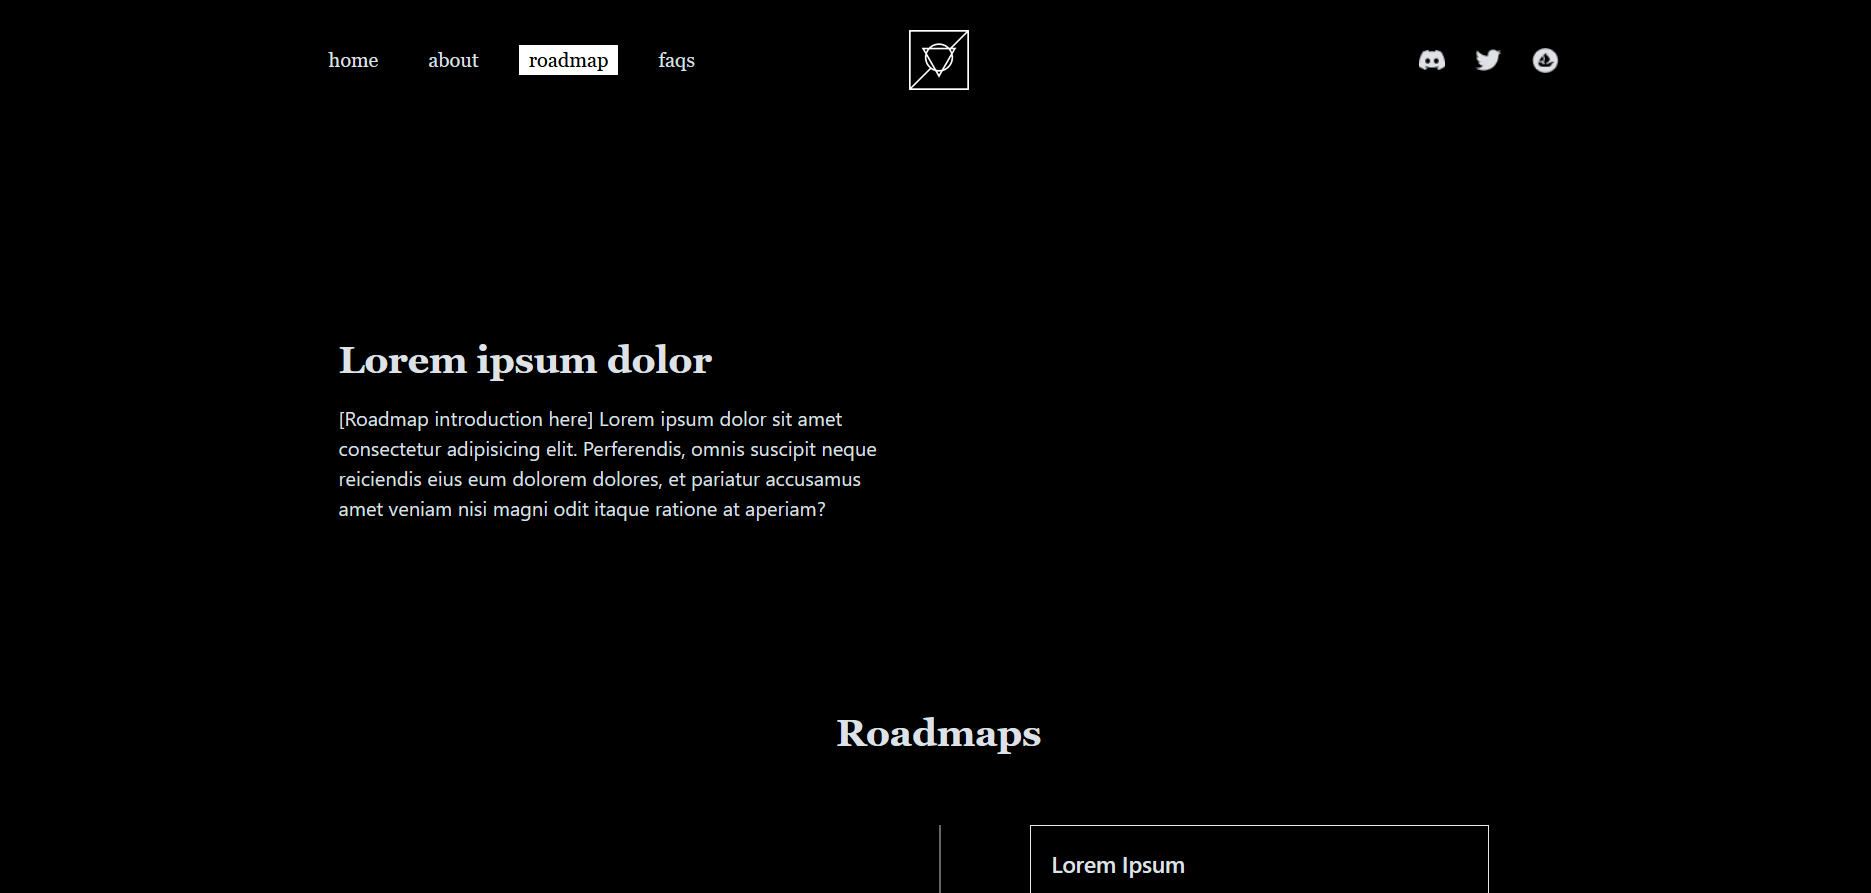 home about roadmap faqs
Lorem ipsum dolor
[Roadmap introduction here] Lorem ipsum dolor sit amet
consectetur adipisicing elit. Perferendis, omnis suscipit neque
reiciendis eius eum dolorem dolores, et pariatur accusamus
amet veniam nisi magni odit itaque ratione at aperiam?
Roadmaps
Lorem Ipsum